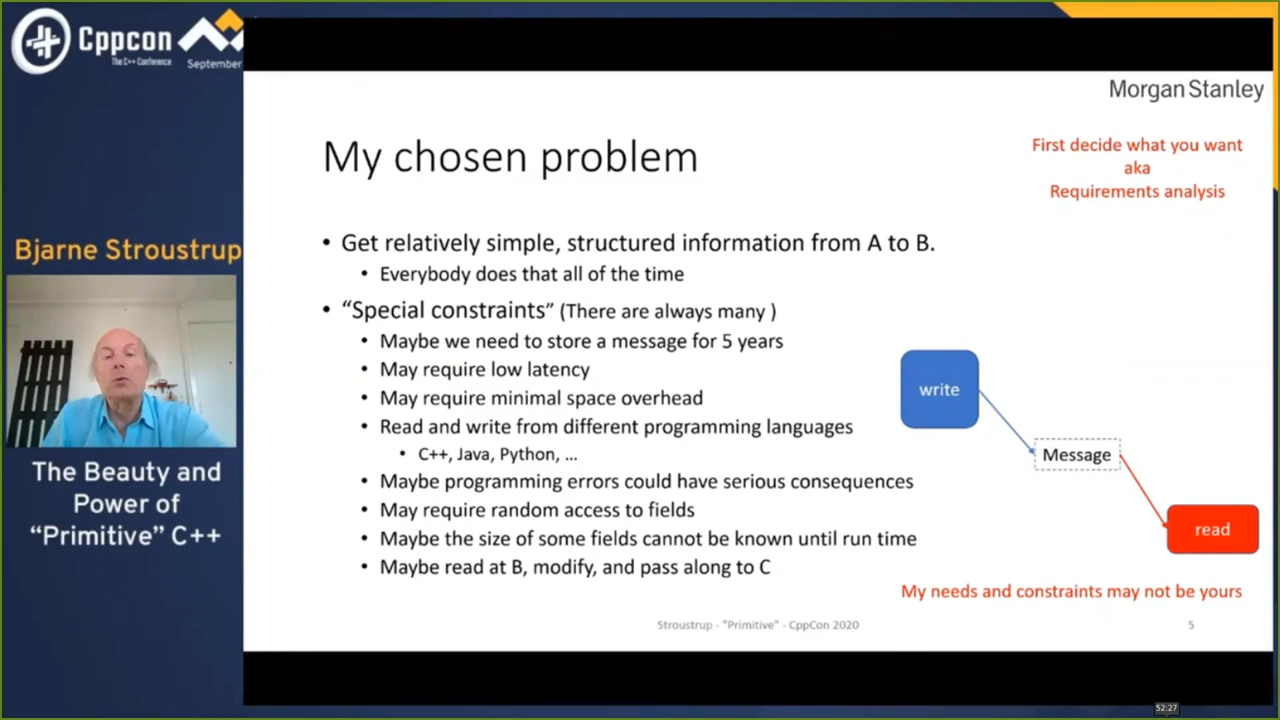 Cppcon
The C++ Conference
September
Bjarne Stroustrup
The Beauty and
Power of
“Primitive” C++
Morgan Stanley
My chosen problem
First decide what you want
aka
Requirements analysis
• Get relatively simple, structured information from A to B.
• Everybody does that all of the time
• “Special constraints” (There are always many )
• Maybe we need to store a message for 5 years
• May require low latency
• May require minimal space overhead
• Read and write from different programming languages
• C++, Java, Python, ...
• Maybe programming errors could have serious consequences
• May require random access to fields
• Maybe the size of some fields cannot be known until run time
• Maybe read at B, modify, and pass along to C
write
Message
read
My needs and constraints may not be yours
Stroustrup - “Primitive” - CppCon 2020
5
52:27